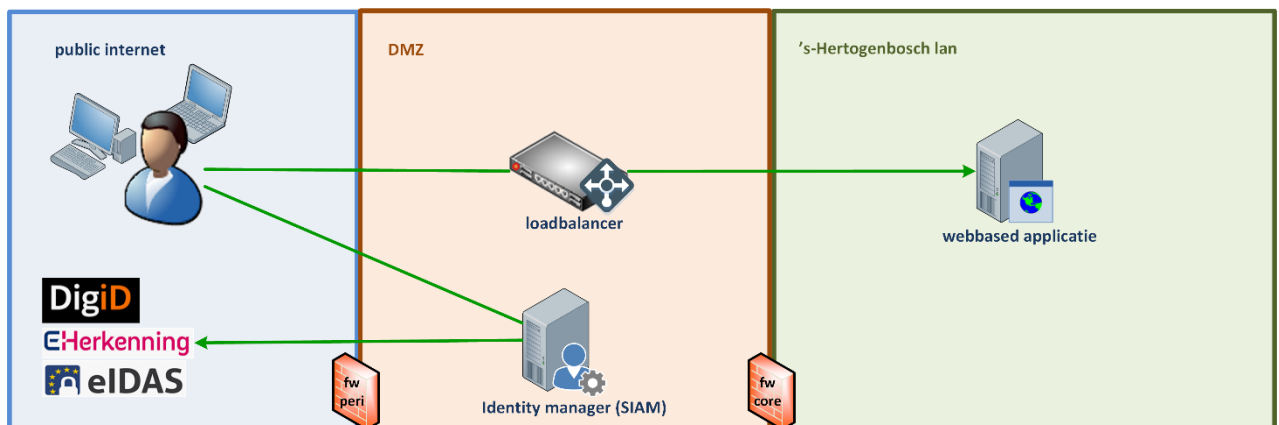 public internet
DMZ
's-Hertogenbosch lan
loadbalancer
webbased applicatie
DigiD
eHerkenning
eIDAS
fw
peri
Identity manager (SIAM)
fw
core